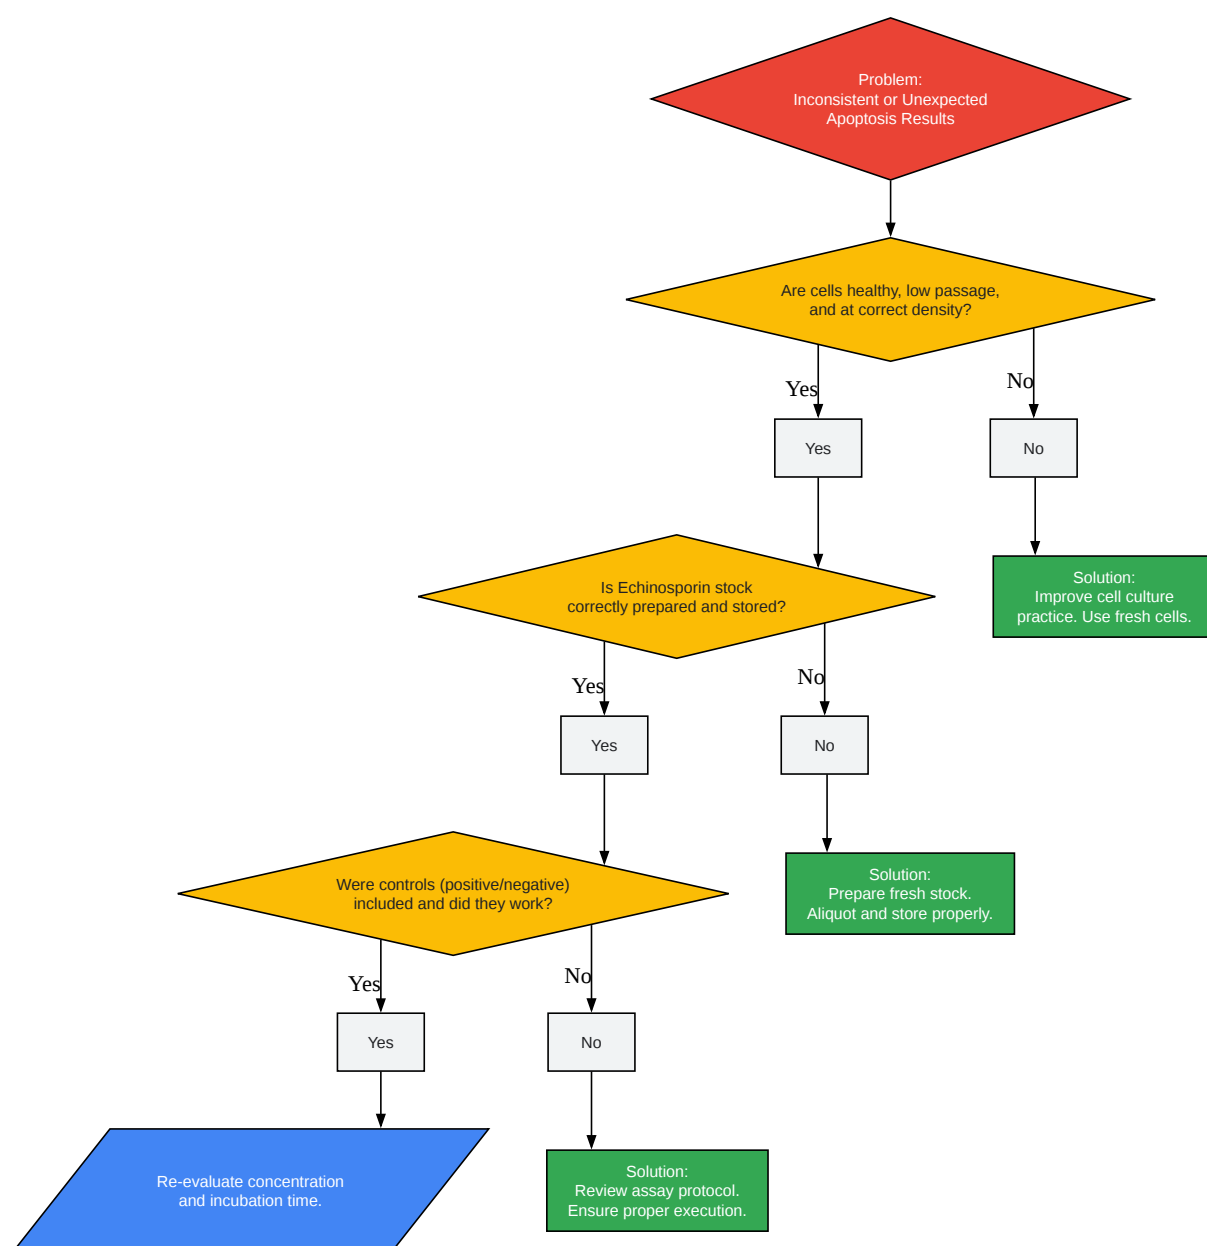 Problem:
Inconsistent or Unexpected
Apoptosis Results
Are cells healthy, low passage,
and at correct density?
Yes
No
Yes
No
Is Echinosporin stock
correctly prepared and stored?
Solution:
Improve cell culture
practice. Use fresh cells.
Yes
No
Yes
No
Were controls (positive/negative)
included and did they work?
Solution:
Prepare fresh stock.
Aliquot and store properly.
Yes
No
Yes
No
Re-evaluate concentration
and incubation time.
Solution:
Review assay protocol.
Ensure proper execution.